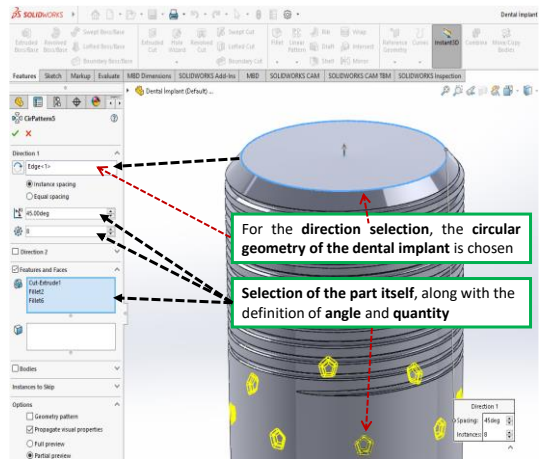 SOLIDWORKS
Dental Implant
Extruded Boss/Base
Revolved Boss/Base
Swept Boss/Base
Lofted Boss/Base
Boundary Boss/Base
Extruded Cut
Hole Wizard
Revolved Cut
Swept Cut
Lofted Cut
Boundary Cut
Fillet
Linear Pattern
Rib
Draft
Shell
Wrap
Intersect
Mirror
Reference Geometry
Curves
Instant3D
Combine
Move/Copy Bodies
Features Sketch Markup Evaluate MBD Dimensions SOLIDWORKS Add-Ins MBD SOLIDWORKS CAM SOLIDWORKS CAM TBM SOLIDWORKS Inspection
Dental Implant (Default) ...
CirPattern5
Direction 1
Edge<1>
Instance spacing
Equal spacing
45.00deg
8
Direction 2
Features and Faces
Cut-Extrude1
Fillet2
Fillet6
Bodies
Instances to Skip
Options
Geometry pattern
Propagate visual properties
Full preview
Partial preview
For the direction selection, the circular
geometry of the dental implant is chosen
Selection of the part itself, along with the
definition of angle and quantity
Direction 1
Spacing: 45deg
Instances: 8